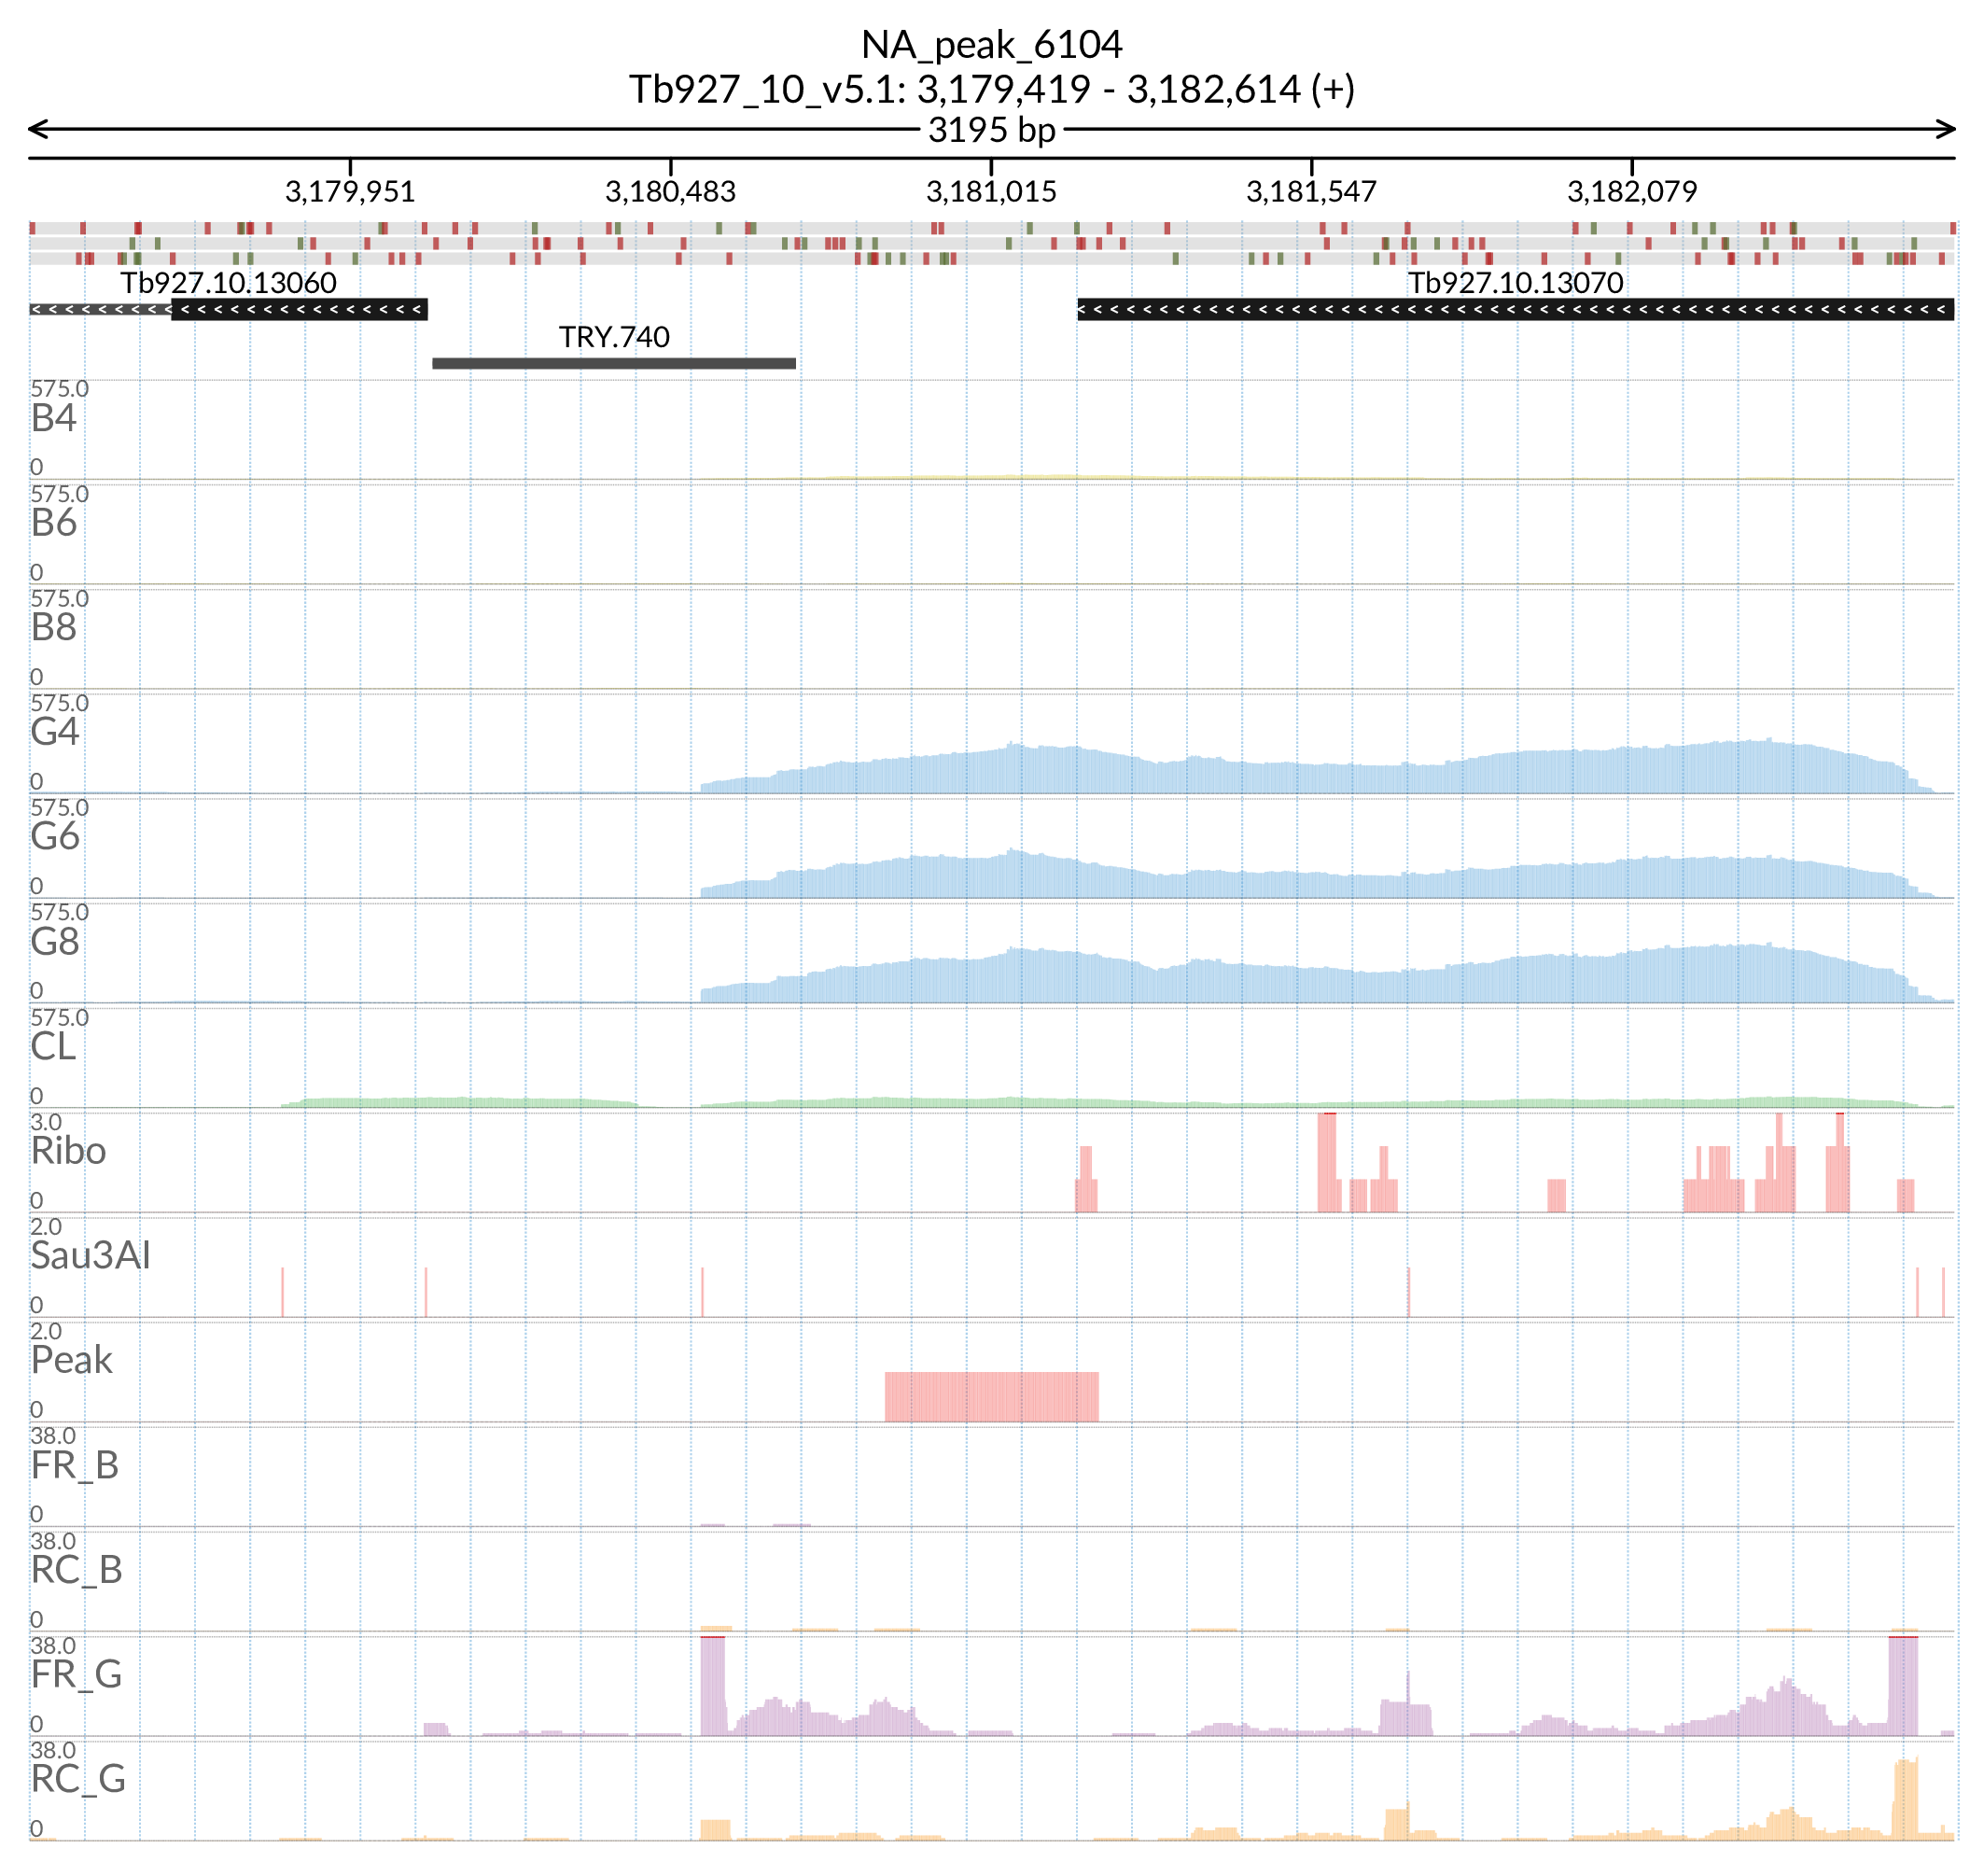 NA_peak_6104
Tb927_10_v5.1: 3,179,419 - 3,182,614 (+)
3195 bp
3,179,951 3,180,483 3,181,015 3,181,547 3,182,079
Tb927.10.13060 Tb927.10.13070
TRY.740
575.0
B4
0
575.0
B6
0
575.0
B8
0
575.0
G4
0
575.0
G6
0
575.0
G8
0
575.0
CL
0
3.0
Ribo
0
2.0
Sau3AI
0
2.0
Peak
0
38.0
FR_B
0
38.0
RC_B
0
38.0
FR_G
0
38.0
RC_G
0